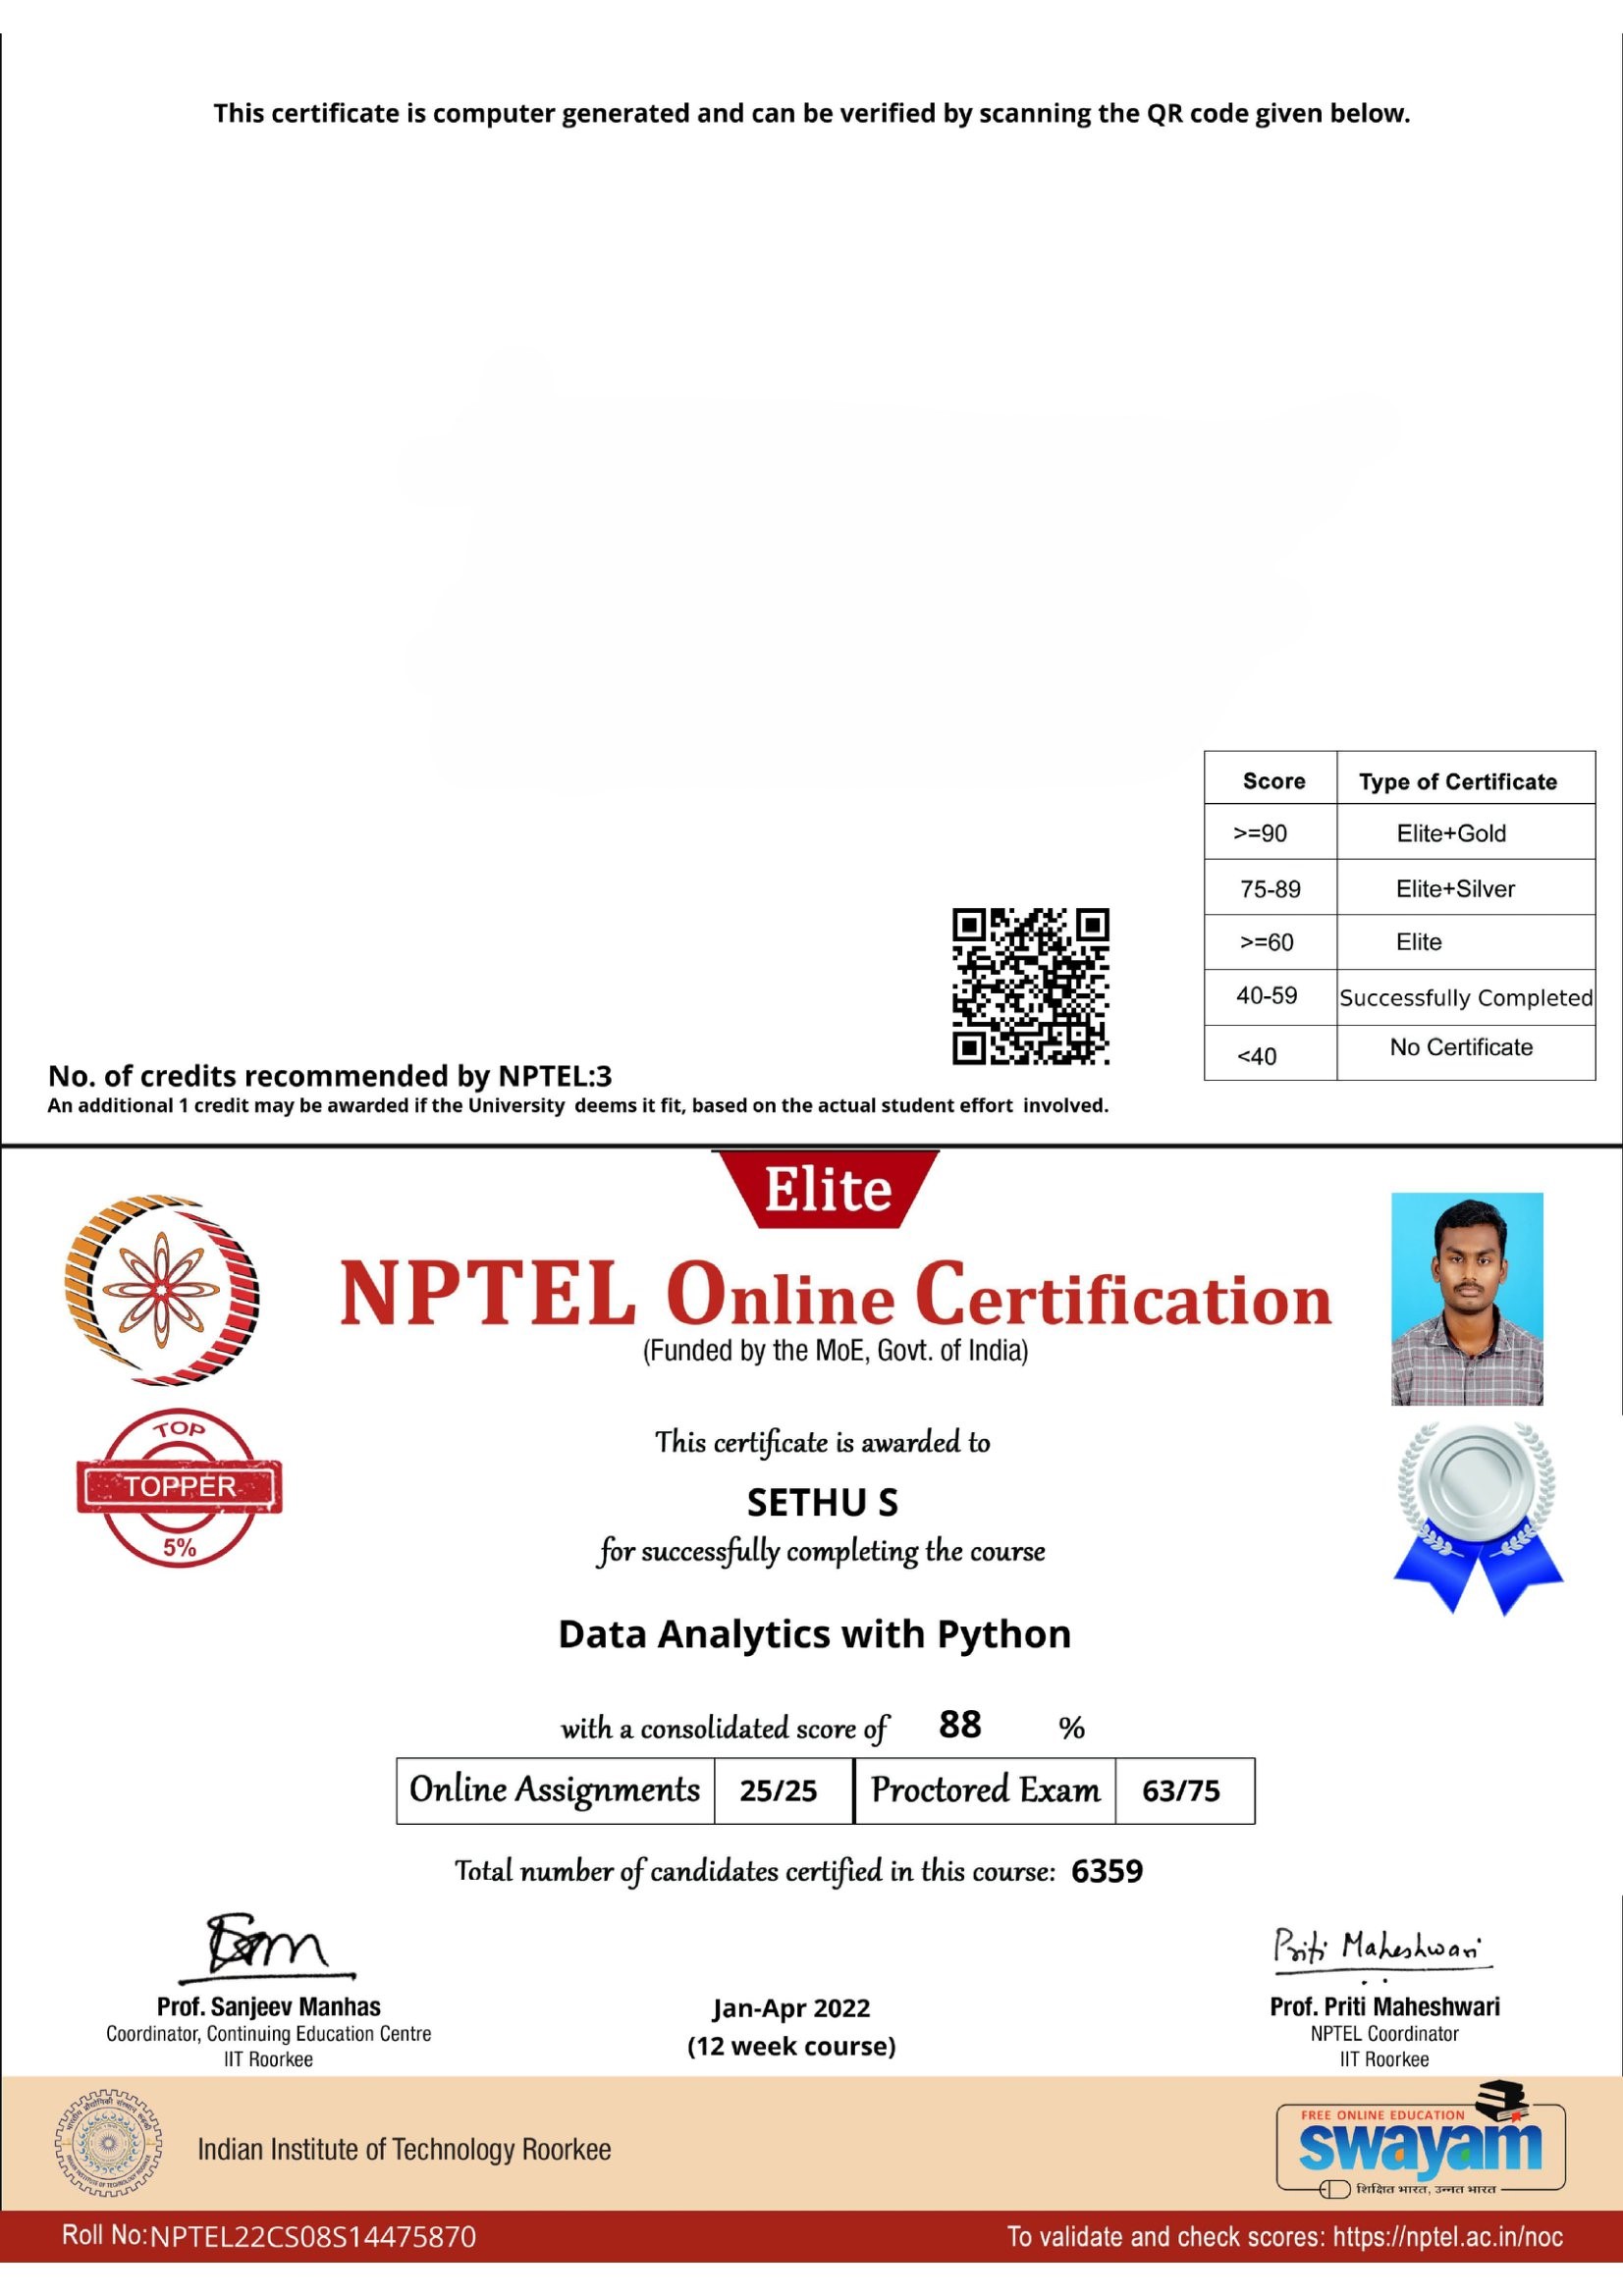 This certificate is computer generated and can be verified by scanning the QR code given below.
Score Type of Certificate
>=90 Elite+Gold
75-89 Elite+Silver
>=60 Elite
40-59 Successfully Completed
<40 No Certificate
No. of credits recommended by NPTEL:3
An additional 1 credit may be awarded if the University deems it fit, based on the actual student effort involved.
Elite
NPTEL Online Certification
(Funded by the MoE, Govt. of India)
TOP
TOPPER
5%
This certificate is awarded to
SETHU S
for successfully completing the course
Data Analytics with Python
with a consolidated score of 88 %
Online Assignments 25/25 Proctored Exam 63/75
Total number of candidates certified in this course: 6359
Priti Maheshwari
Prof. Sanjeev Manhas
Coordinator, Continuing Education Centre
IIT Roorkee
Jan-Apr 2022
(12 week course)
Prof. Priti Maheshwari
NPTEL Coordinator
IIT Roorkee
Indian Institute of Technology Roorkee
FREE ONLINE EDUCATION
swayam
शिक्षित भारत, उन्नत भारत
Roll No:NPTEL22CS08S14475870
To validate and check scores: https://nptel.ac.in/noc